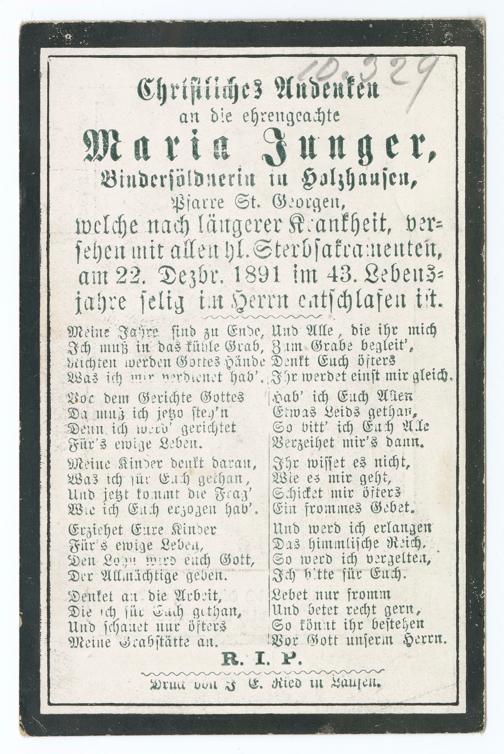 10.329
Christliches Andenken
an die ehrengeachte
Maria Junger,
Bindersöldnerin in Holzhausen,
Pfarre St. Georgen,
welche nach längerer Krankheit, ver-
sehen mit allen hl. Sterbsakramenten,
am 22. Dezbr. 1891 im 43. Lebens-
jahre selig im Herrn entschlafen ist.
Meine Jahre sind zu Ende,
Ich muß in das kühle Grab,
Richten werden Gottes Hände
Was ich mir verdienet hab'.
Vor dem Gerichte Gottes
Da muß ich jetzo steh'n
Denn ich werd' gerichtet
Für's ewige Leben.
Meine Kinder denkt daran,
Was ich für Euch gethan,
Und jetzt kommt die Frag'
Wie ich Euch erzogen hab'.
Erziehet Eure Kinder
Für's ewige Leben,
Den Lohn wird euch Gott,
Der Allmächtige geben.
Denket an die Arbeit,
Die ich für Euch gethan,
Und schauet nur öfters
Meine Grabstätte an.
Und Alle, die ihr mich
Zum Grabe begleit',
Denkt Euch öfters
Ihr werdet einst mir gleich.
Hab' ich Euch Allen
Etwas Leids gethan,
So bitt' ich Euch Alle
Verzeihet mir's dann.
Ihr wisset es nicht,
Wie es mir geht,
Schicket mir öfters
Ein frommes Gebet.
Und werd ich erlangen
Das himmlische Reich,
So werd ich vergelten,
Ich bitte für Euch.
Lebet nur fromm
Und betet recht gern,
So könnt ihr bestehen
Vor Gott unserm Herrn.
R. I. P.
Druck von J. E. Ried in Laufen.